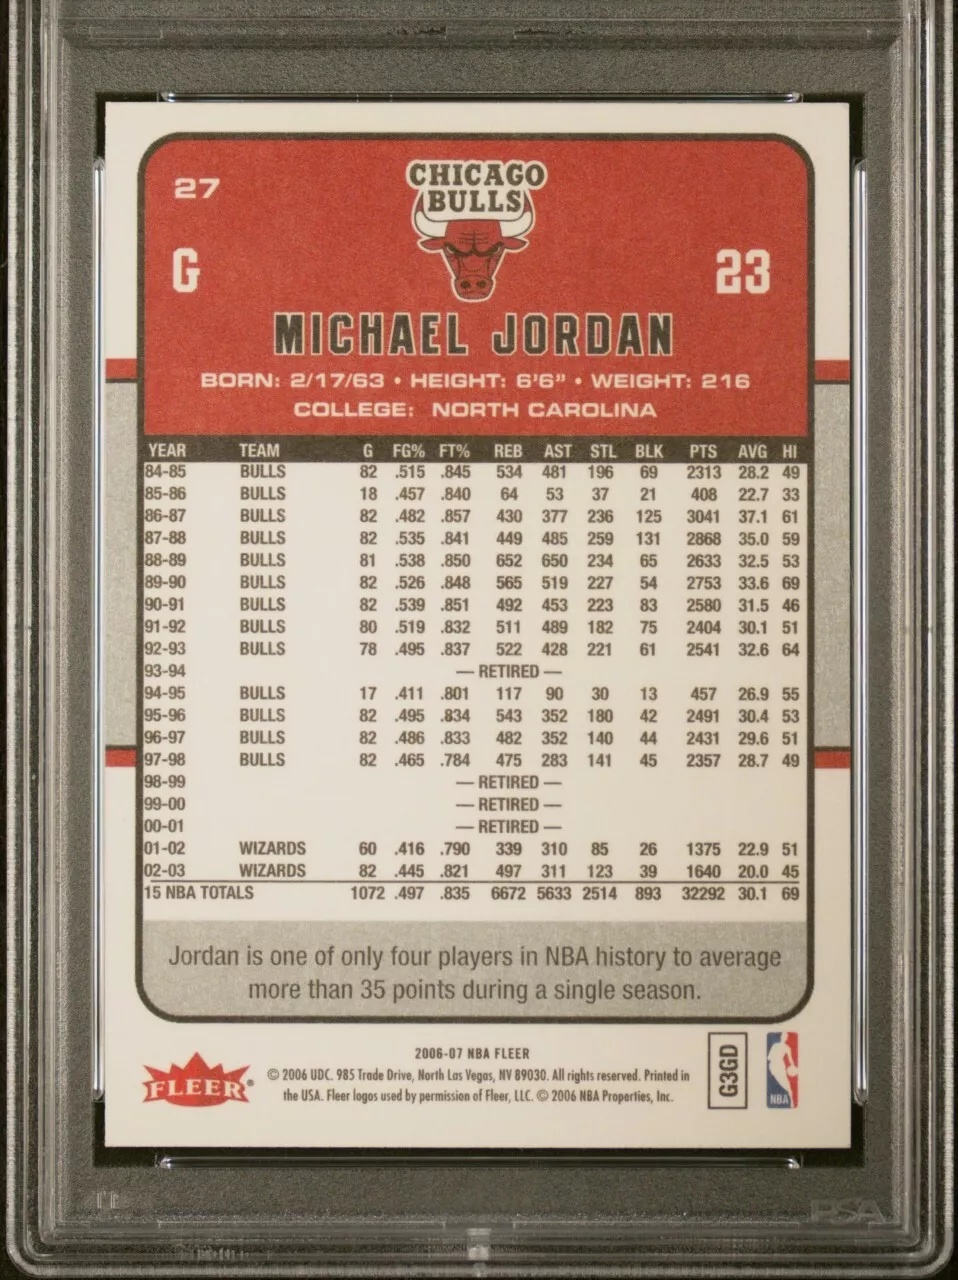 27
CHICAGO
BULLS
G
23
MICHAEL JORDAN
BORN: 2/17/63 • HEIGHT: 6'6" • WEIGHT: 216
COLLEGE: NORTH CAROLINA
YEAR TEAM G FG% FT% REB AST STL BLK PTS AVG HI
84-85 BULLS 82 .515 .845 534 481 196 69 2313 28.2 49
85-86 BULLS 18 .457 .840 64 53 37 21 408 22.7 33
86-87 BULLS 82 .482 .857 430 377 236 125 3041 37.1 61
87-88 BULLS 82 .535 .841 449 485 259 131 2868 35.0 59
88-89 BULLS 81 .538 .850 652 650 234 65 2633 32.5 53
89-90 BULLS 82 .526 .848 565 519 227 54 2753 33.6 69
90-91 BULLS 82 .539 .851 492 453 223 83 2580 31.5 46
91-92 BULLS 80 .519 .832 511 489 182 75 2404 30.1 51
92-93 BULLS 78 .495 .837 522 428 221 61 2541 32.6 64
93-94 — RETIRED —
94-95 BULLS 17 .411 .801 117 90 30 13 457 26.9 55
95-96 BULLS 82 .495 .834 543 352 180 42 2491 30.4 53
96-97 BULLS 82 .486 .833 482 352 140 44 2431 29.6 51
97-98 BULLS 82 .465 .784 475 283 141 45 2357 28.7 49
98-99 — RETIRED —
99-00 — RETIRED —
00-01 — RETIRED —
01-02 WIZARDS 60 .416 .790 339 310 85 26 1375 22.9 51
02-03 WIZARDS 82 .445 .821 497 311 123 39 1640 20.0 45
15 NBA TOTALS 1072 .497 .835 6672 5633 2514 893 32292 30.1 69
Jordan is one of only four players in NBA history to average
more than 35 points during a single season.
2006-07 NBA FLEER
© 2006 UDC. 985 Trade Drive, North Las Vegas, NV 89030. All rights reserved. Printed in
the USA. Fleer logos used by permission of Fleer, LLC. © 2006 NBA Properties, Inc.
FLEER®
G3GD
NBA
PSA